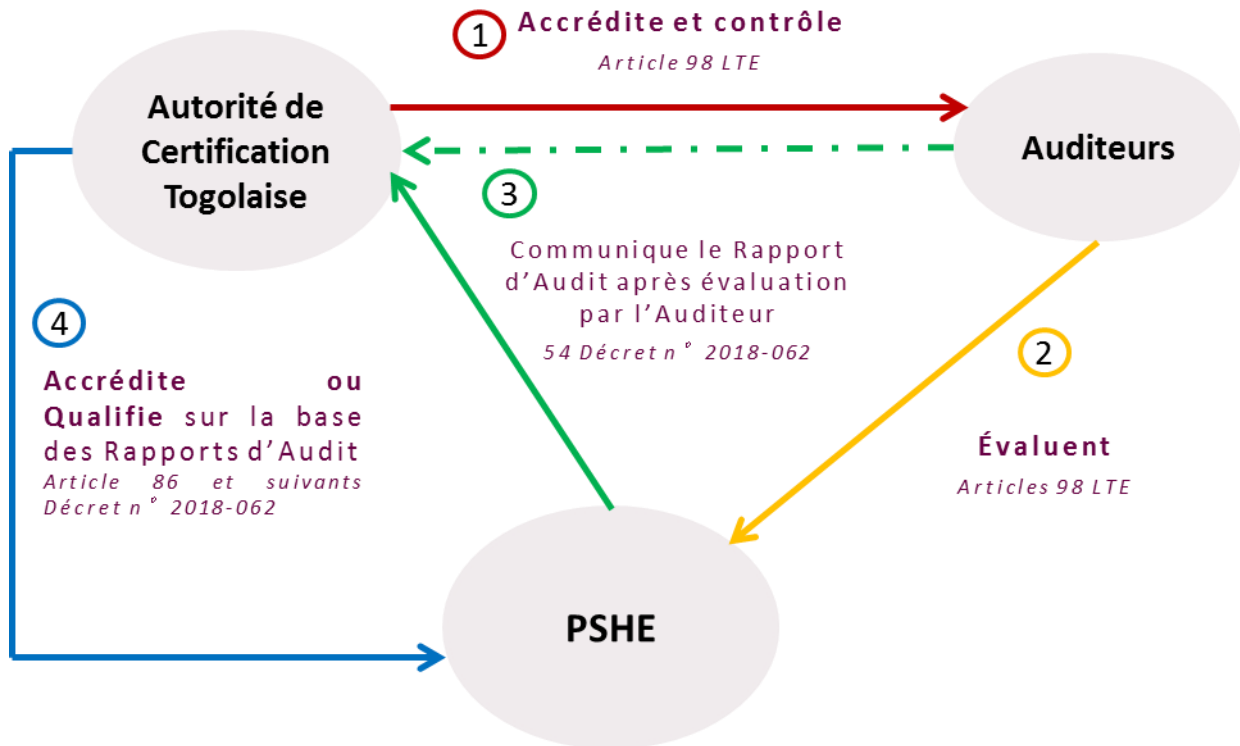 1
Accrédite et contrôle
Article 98 LTE
Autorité de
Certification
Togolaise
Auditeurs
3
Communique le Rapport
d’Audit après évaluation
par l’Auditeur
54 Décret n° 2018-062
4
Accrédite ou
Qualifie sur la base
des Rapports d’Audit
Article 86 et suivants
Décret n° 2018-062
2
Évaluent
Articles 98 LTE
PSHE